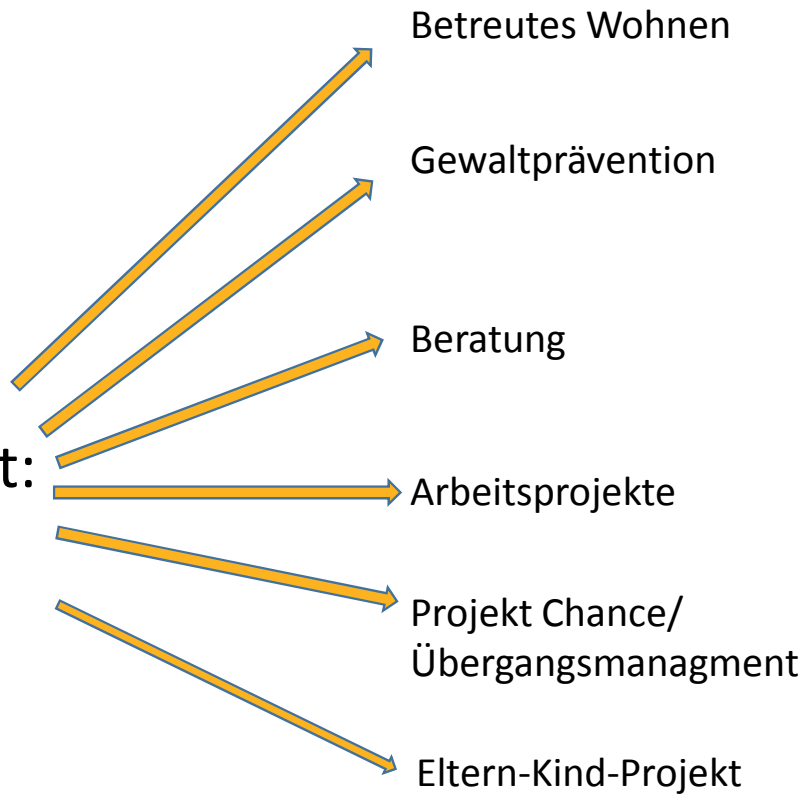 Betreutes Wohnen
Gewaltprävention
Beratung
t:
Arbeitsprojekte
Projekt Chance/
Übergangsmanagment
Eltern-Kind-Projekt